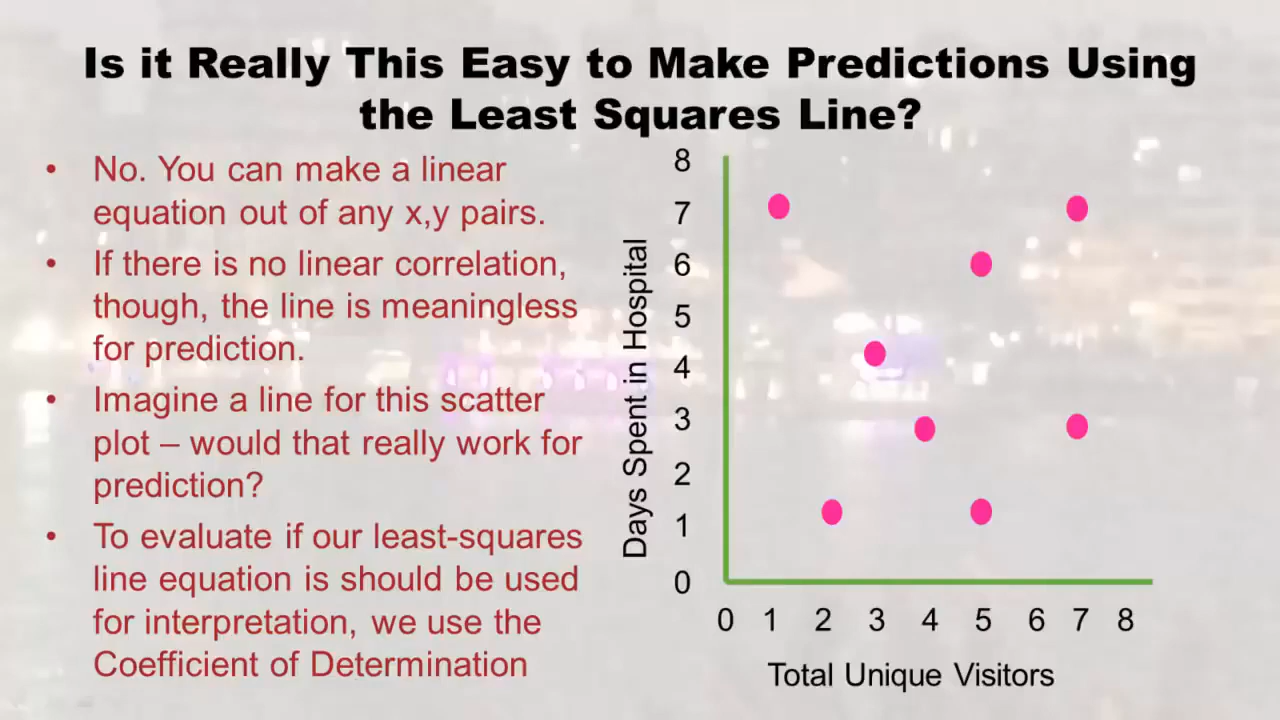 Is it Really This Easy to Make Predictions Using
the Least Squares Line?
• No. You can make a linear
equation out of any x,y pairs.
• If there is no linear correlation,
though, the line is meaningless
for prediction.
• Imagine a line for this scatter
plot – would that really work for
prediction?
• To evaluate if our least-squares
line equation is should be used
for interpretation, we use the
Coefficient of Determination
Days Spent in Hospital
8
7
6
5
4
3
2
1
0
0 1 2 3 4 5 6 7 8
Total Unique Visitors